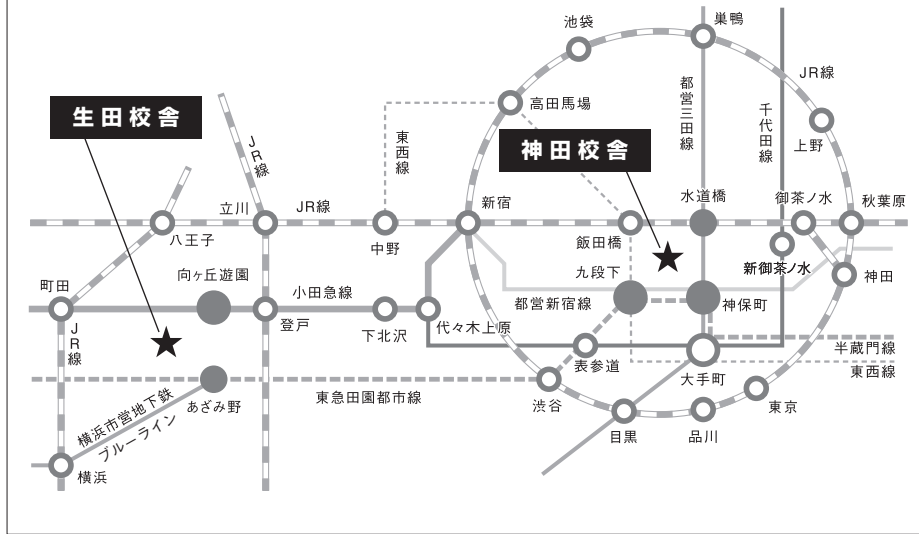 池袋
巣鴨
JR線
高田馬場
都営三田線
千代田線
上野
生田校舎
JR線
東西線
神田校舎
立川
JR線
新宿
水道橋
御茶ノ水
秋葉原
八王子
中野
飯田橋
新御茶ノ水
神田
町田
向ヶ丘遊園
九段下
小田急線
都営新宿線
神保町
JR線
登戸
下北沢
代々木上原
表参道
半蔵門線
東西線
大手町
あざみ野
東急田園都市線
渋谷
東京
目黒
品川
横浜市営地下鉄
ブルーライン
横浜